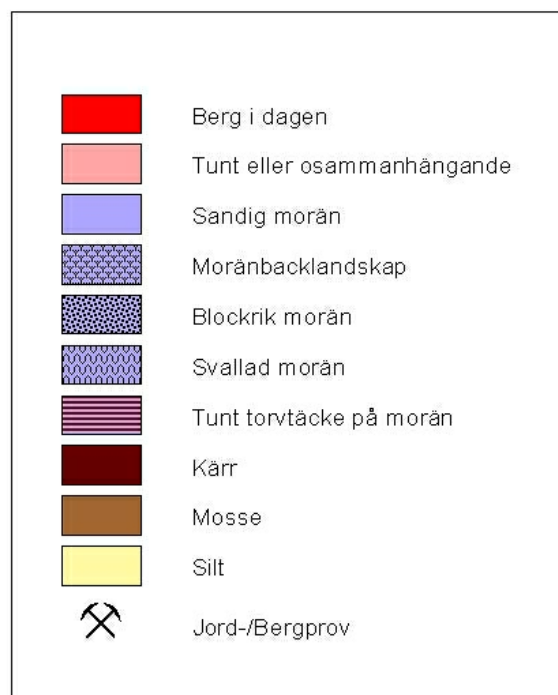 Berg i dagen
Tunt eller osammanhängande
Sandig morän
Moränbacklandskap
Blockrik morän
Svallad morän
Tunt torvtäcke på morän
Kärr
Mosse
Silt
Jord-/Bergprov